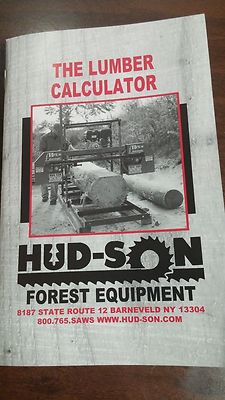 THE LUMBER
CALCULATOR
HUD-SON
FOREST EQUIPMENT
8187 STATE ROUTE 12 BARNEVELD NY 13304
800.765.SAWS WWW.HUD-SON.COM